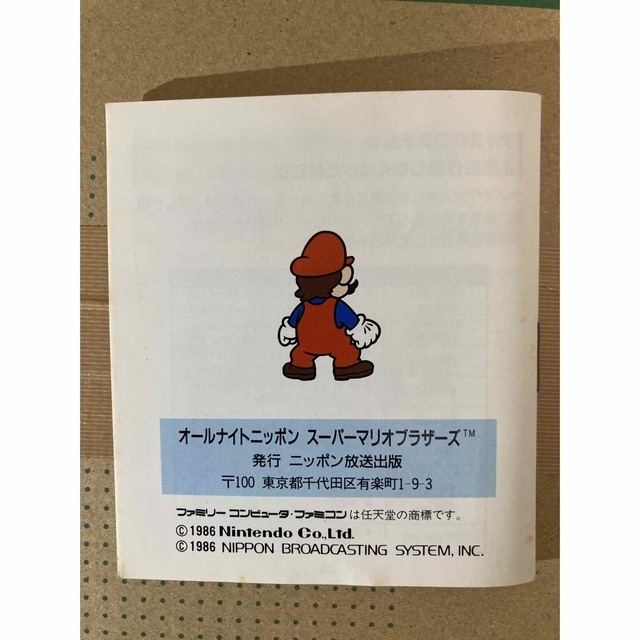 オールナイトニッポン スーパーマリオブラザーズ™
発行 ニッポン放送出版
〒100 東京都千代田区有楽町1-9-3
ファミリーコンピュータ・ファミコンは任天堂の商標です。
©1986 Nintendo Co.,Ltd.
©1986 NIPPON BROADCASTING SYSTEM, INC.